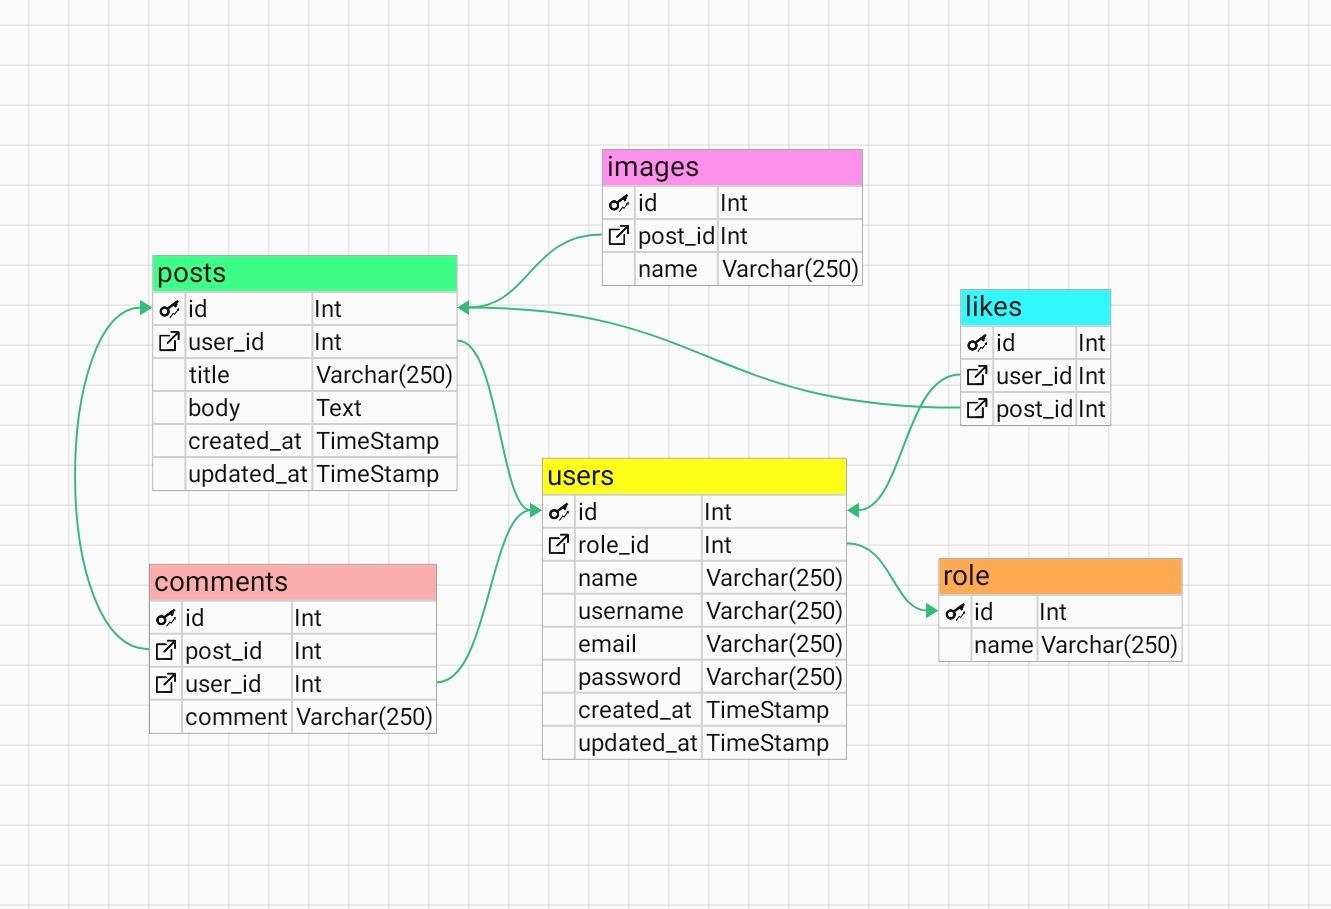 images
id Int
post_id Int
name Varchar(250)
posts
id Int
user_id Int
title Varchar(250)
body Text
created_at TimeStamp
updated_at TimeStamp
likes
id Int
user_id Int
post_id Int
users
id Int
role_id Int
name Varchar(250)
username Varchar(250)
email Varchar(250)
password Varchar(250)
created_at TimeStamp
updated_at TimeStamp
comments
id Int
post_id Int
user_id Int
comment Varchar(250)
role
id Int
name Varchar(250)